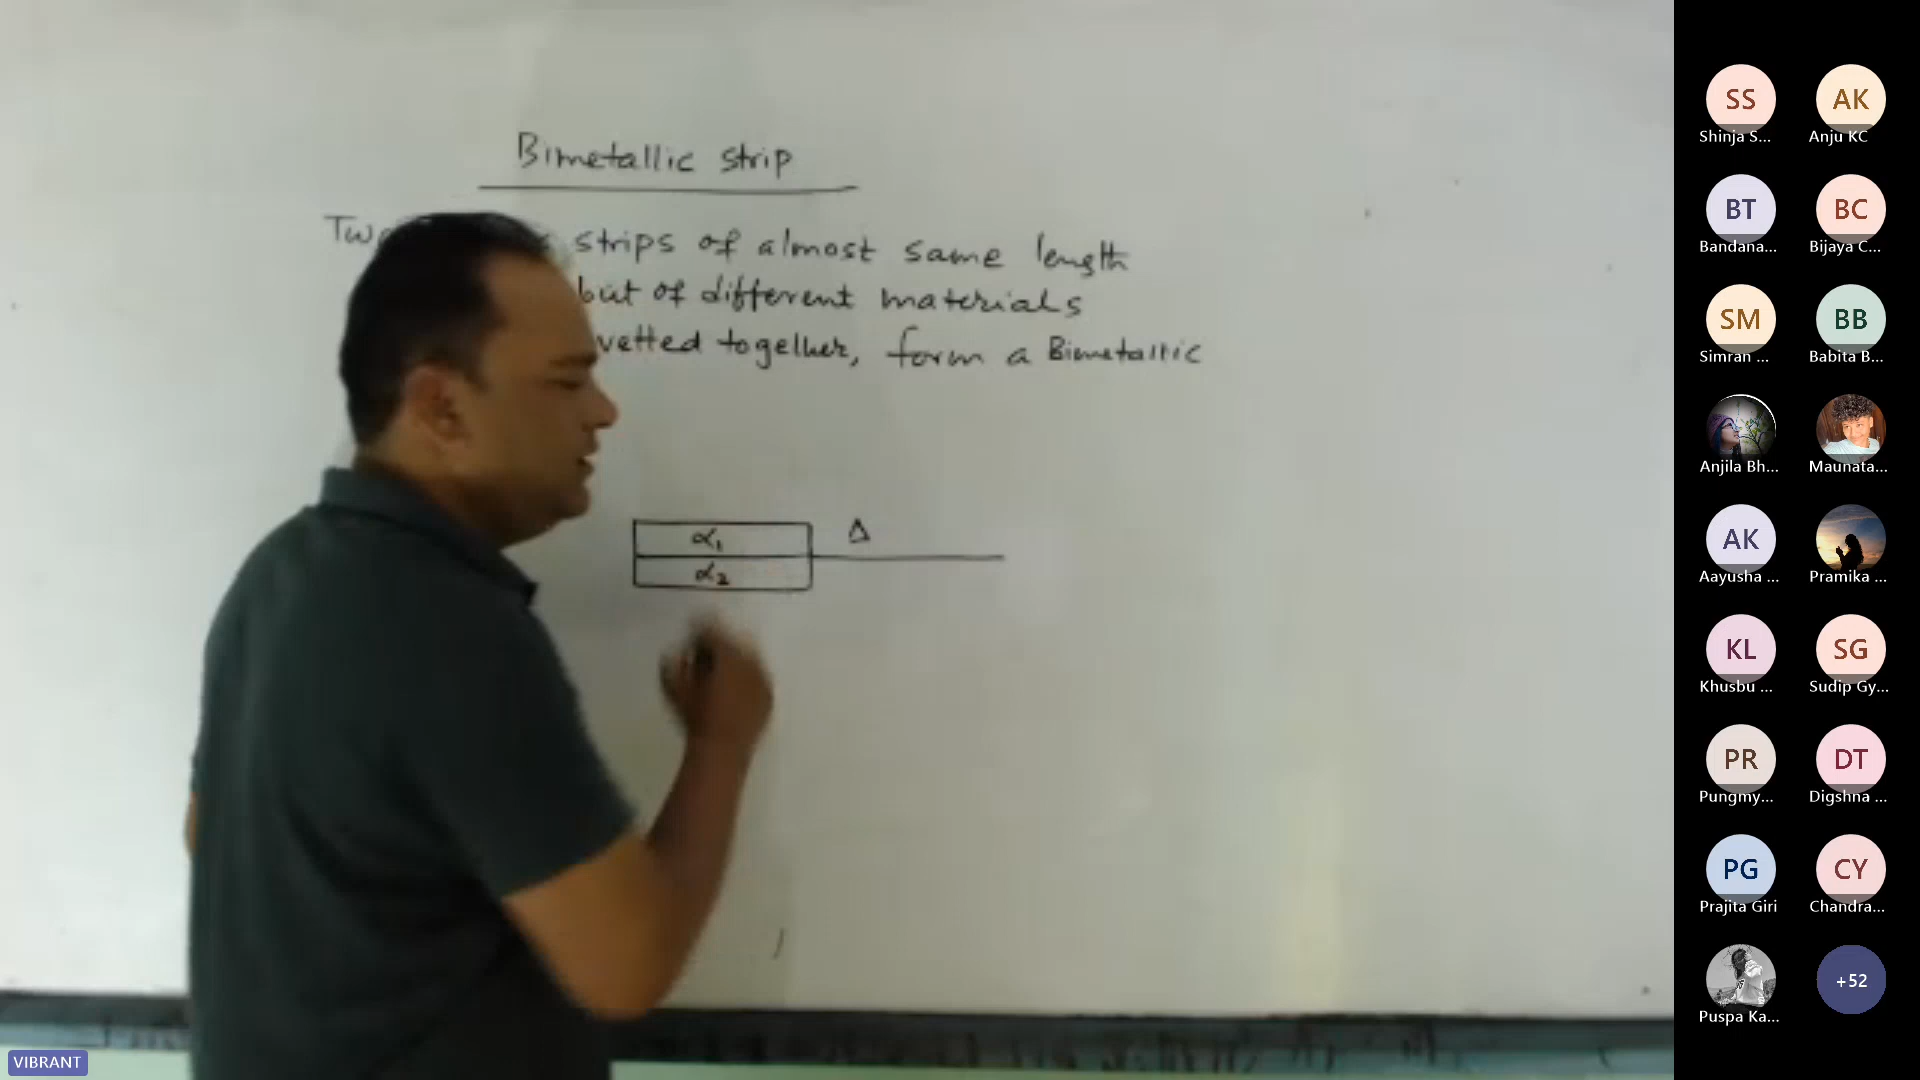 Bimetallic strip
strips of almost same length
but of different materials
vetted together, form a Bimetallic
α₁
Δ
α₂
SS
AK
Shinja S...
Anju KC
BT
BC
Bandana...
Bijaya C...
SM
BB
Simran ...
Babita B...
Anjila Bh...
Maunata...
AK
Aayusha ...
Pramika ...
KL
SG
Khusbu ...
Sudip Gy...
PR
DT
Pungmy...
Digshna ...
PG
CY
Prajita Giri
Chandra...
+52
Puspa Ka...
VIBRANT